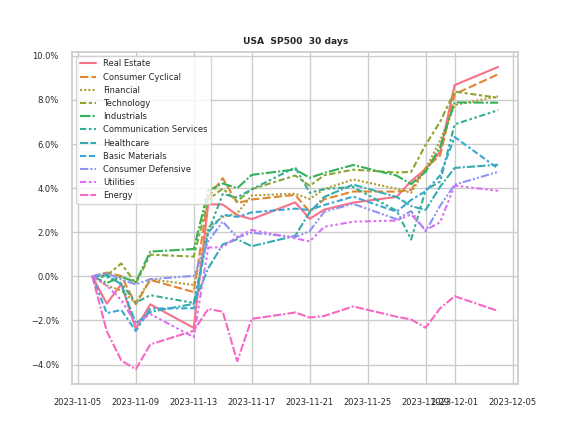 USA SP500 30 days
10.0%
8.0%
6.0%
4.0%
2.0%
0.0%
−2.0%
−4.0%
Real Estate
Consumer Cyclical
Financial
Technology
Industrials
Communication Services
Healthcare
Basic Materials
Consumer Defensive
Utilities
Energy
2023-11-05 2023-11-09 2023-11-13 2023-11-17 2023-11-21 2023-11-25 2023-11-29 2023-12-01 2023-12-05